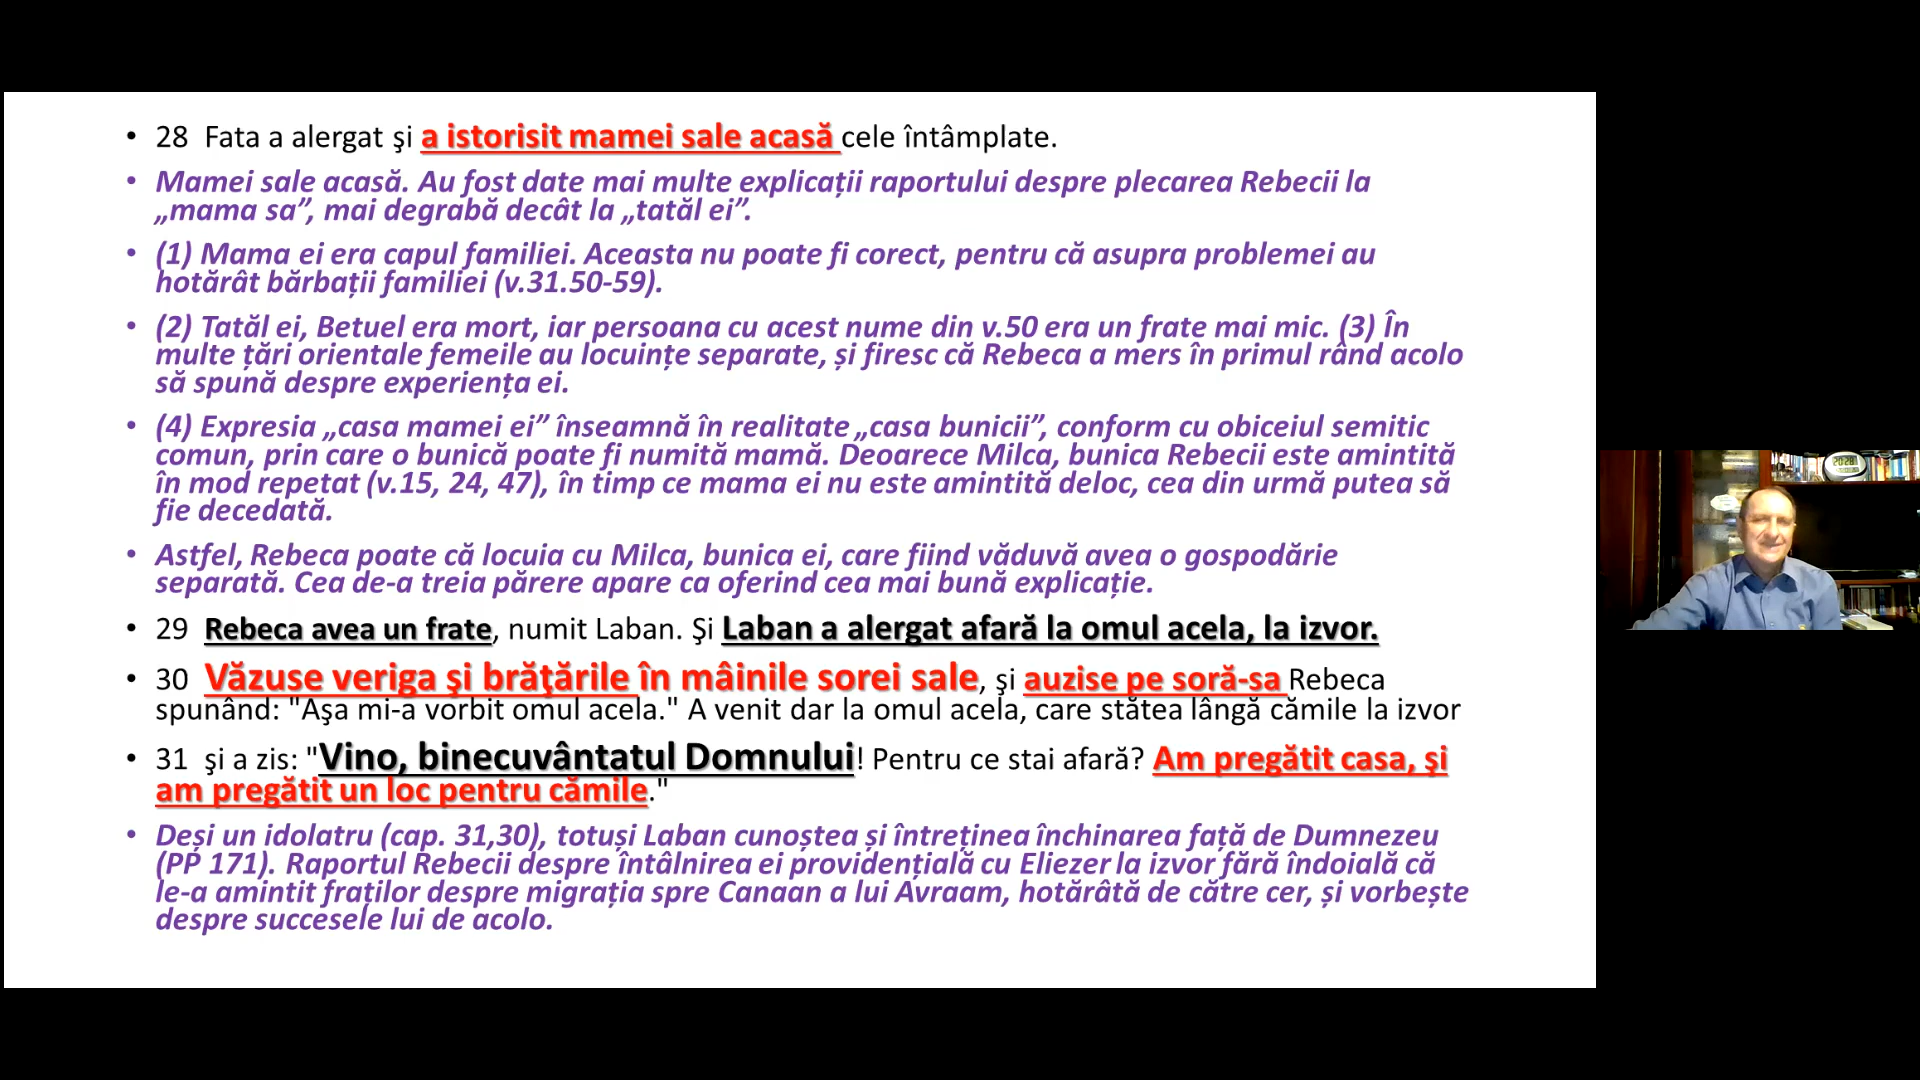 • 28  Fata a alergat şi a istorisit mamei sale acasă cele întâmplate.
• Mamei sale acasă. Au fost date mai multe explicații raportului despre plecarea Rebecii la
„mama sa”, mai degrabă decât la „tatăl ei”.
• (1) Mama ei era capul familiei. Aceasta nu poate fi corect, pentru că asupra problemei au
hotărât bărbații familiei (v.31.50-59).
• (2) Tatăl ei, Betuel era mort, iar persoana cu acest nume din v.50 era un frate mai mic. (3) În
multe țări orientale femeile au locuințe separate, și firesc că Rebeca a mers în primul rând acolo
să spună despre experiența ei.
• (4) Expresia „casa mamei ei” înseamnă în realitate „casa bunicii”, conform cu obiceiul semitic
comun, prin care o bunică poate fi numită mamă. Deoarece Milca, bunica Rebecii este amintită
în mod repetat (v.15, 24, 47), în timp ce mama ei nu este amintită deloc, cea din urmă putea să
fie decedată.
• Astfel, Rebeca poate că locuia cu Milca, bunica ei, care fiind văduvă avea o gospodărie
separată. Cea de-a treia părere apare ca oferind cea mai bună explicație.
• 29  Rebeca avea un frate, numit Laban. Şi Laban a alergat afară la omul acela, la izvor.
• 30  Văzuse veriga şi brăţările în mâinile sorei sale, şi auzise pe soră-sa Rebeca
spunând: "Aşa mi-a vorbit omul acela." A venit dar la omul acela, care stătea lângă cămile la izvor
• 31  şi a zis: "Vino, binecuvântatul Domnului! Pentru ce stai afară? Am pregătit casa, şi
am pregătit un loc pentru cămile."
• Deși un idolatru (cap. 31,30), totuși Laban cunoștea și întreținea închinarea față de Dumnezeu
(PP 171). Raportul Rebecii despre întâlnirea ei providențială cu Eliezer la izvor fără îndoială că
le-a amintit fraților despre migrația spre Canaan a lui Avraam, hotărâtă de către cer, și vorbește
despre succesele lui de acolo.
20:28